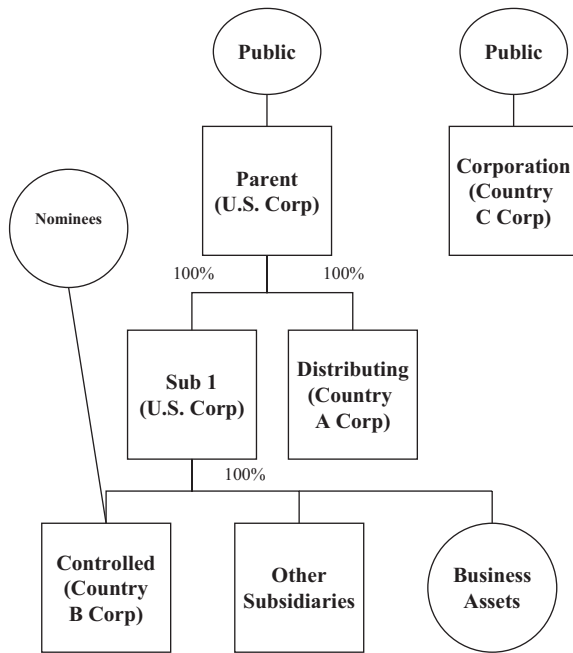 Public
Public
Parent
(U.S. Corp)
Corporation
(Country
C Corp)
Nominees
100%
100%
Sub 1
(U.S. Corp)
Distributing
(Country
A Corp)
100%
Controlled
(Country
B Corp)
Other
Subsidiaries
Business
Assets